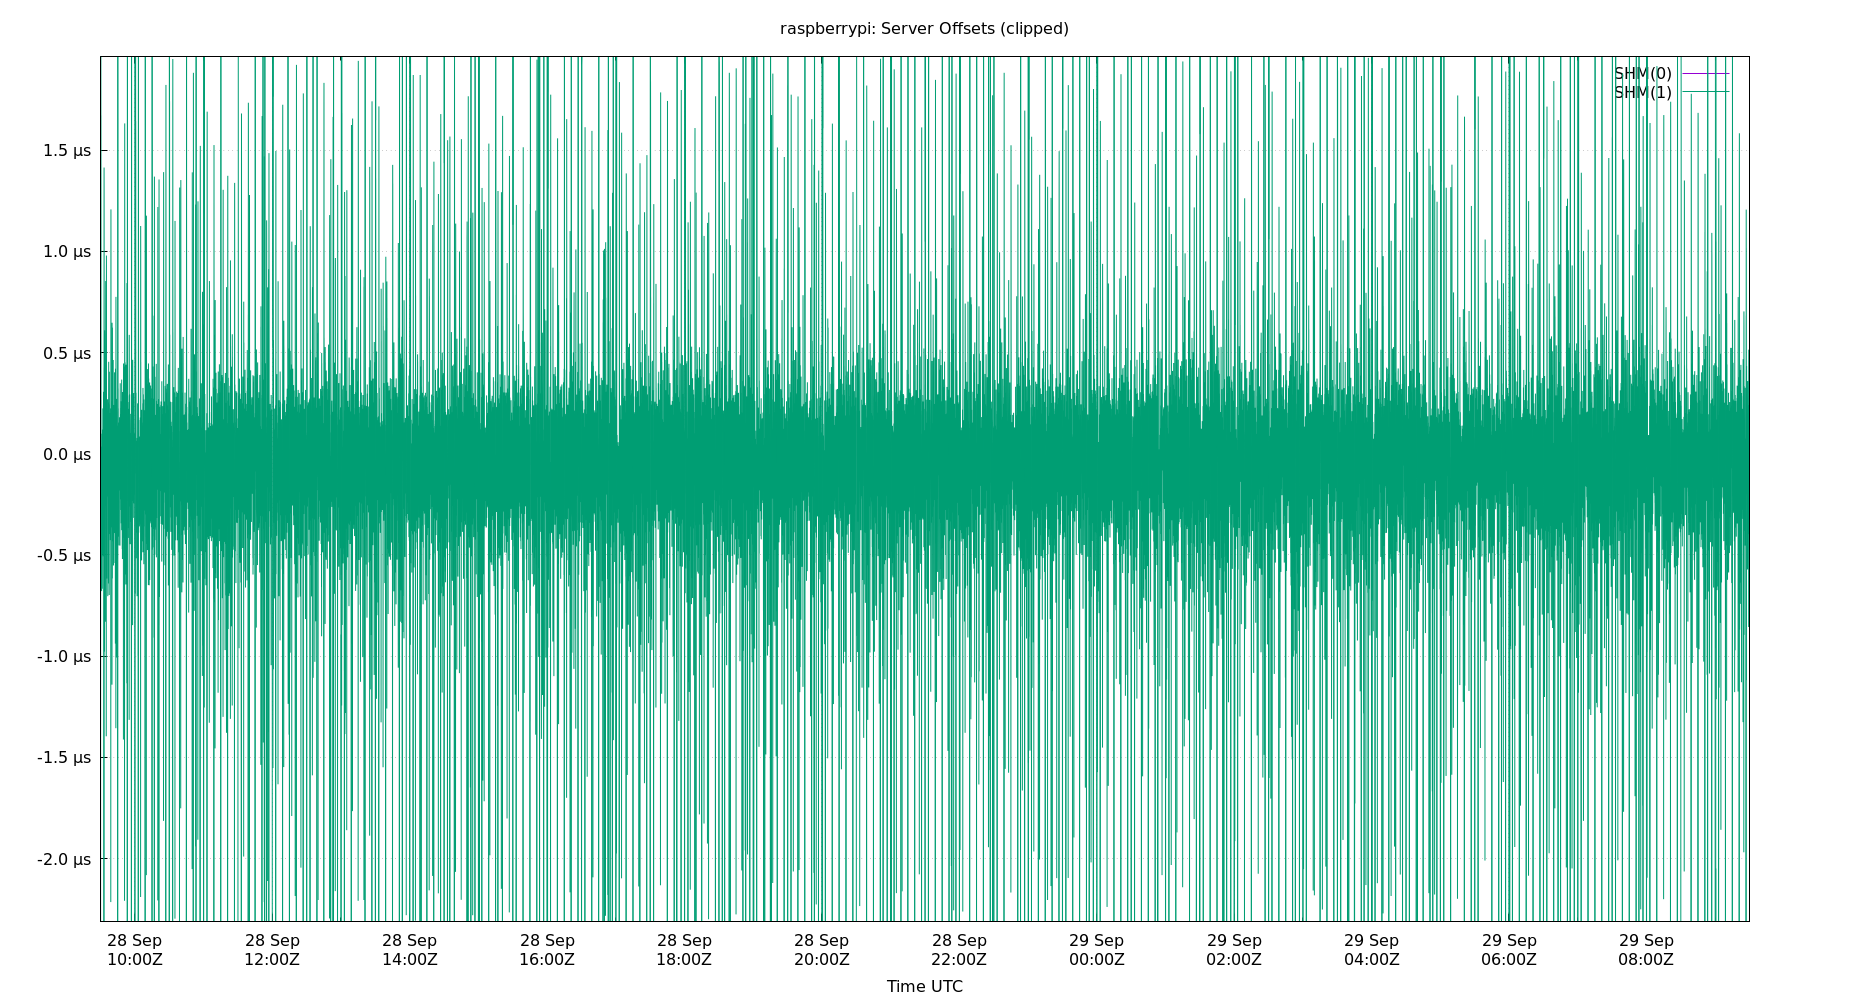 raspberrypi: Server Offsets (clipped)
SHM(0)
SHM(1)
1.5 µs
1.0 µs
0.5 µs
0.0 µs
-0.5 µs
-1.0 µs
-1.5 µs
-2.0 µs
28 Sep 28 Sep 28 Sep 28 Sep 28 Sep 28 Sep 28 Sep 29 Sep 29 Sep 29 Sep 29 Sep 29 Sep
10:00Z 12:00Z 14:00Z 16:00Z 18:00Z 20:00Z 22:00Z 00:00Z 02:00Z 04:00Z 06:00Z 08:00Z
Time UTC